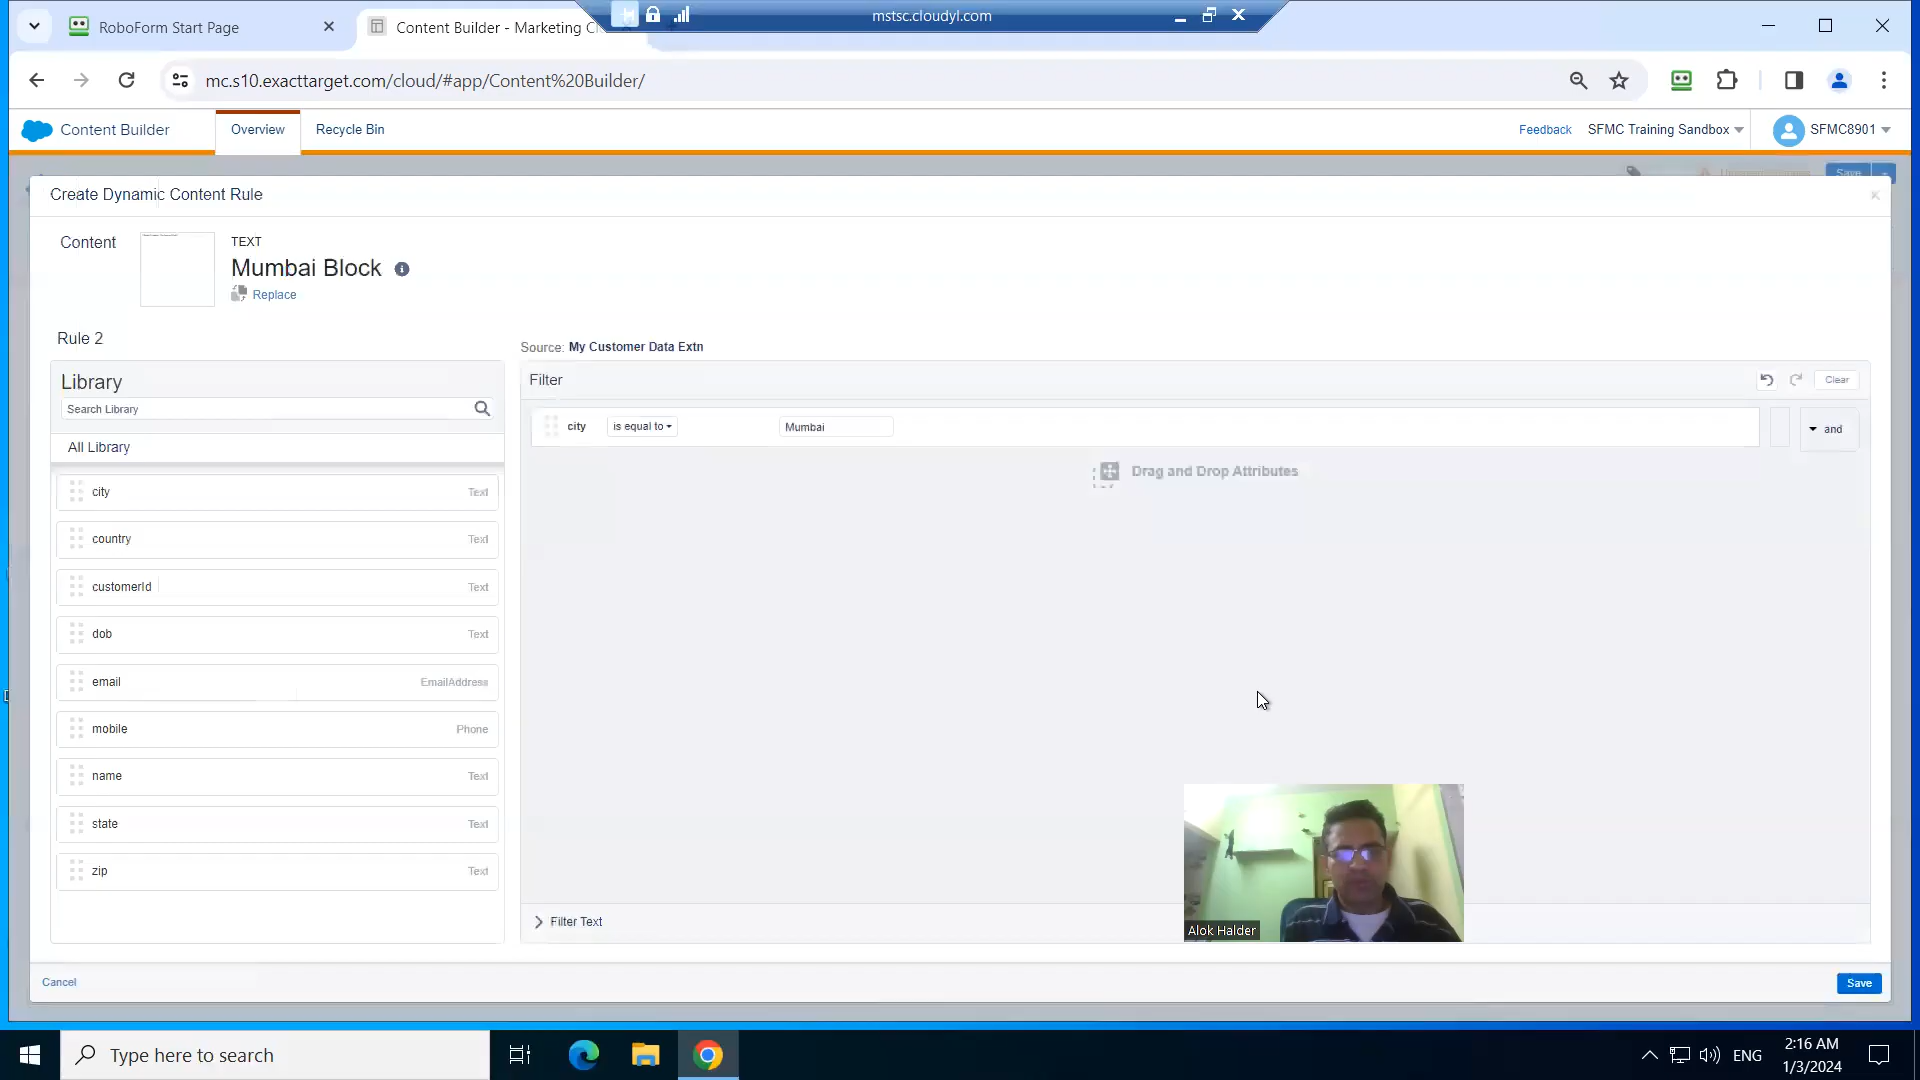 mstsc.cloudyl.com
RoboForm Start Page
Content Builder - Marketing Cl
mc.s10.exacttarget.com/cloud/#app/Content%20Builder/
Content Builder
Overview
Recycle Bin
Feedback
SFMC Training Sandbox
SFMC8901
Save
Create Dynamic Content Rule
Content
TEXT
Mumbai Block
Replace
Rule 2
Source: My Customer Data Extn
Library
Search Library
All Library
city Text
country Text
customerId Text
dob Text
email EmailAddress
mobile Phone
name Text
state Text
zip Text
Filter
Clear
city is equal to Mumbai
and
Drag and Drop Attributes
Filter Text
Alok Halder
Cancel
Save
Type here to search
ENG
2:16 AM
1/3/2024